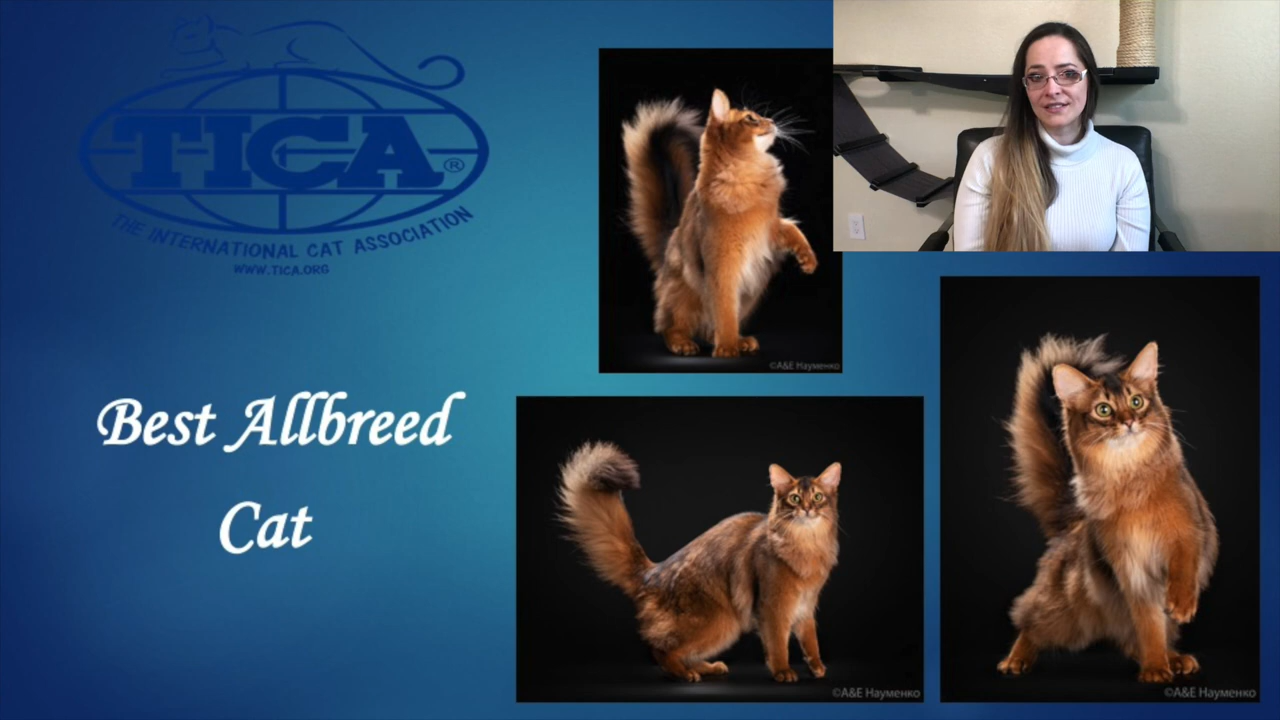 TICA®
THE INTERNATIONAL CAT ASSOCIATION
WWW.TICA.ORG
Best Allbreed
Cat
©A&E Науменко
©A&E Науменко
©A&E Науменко